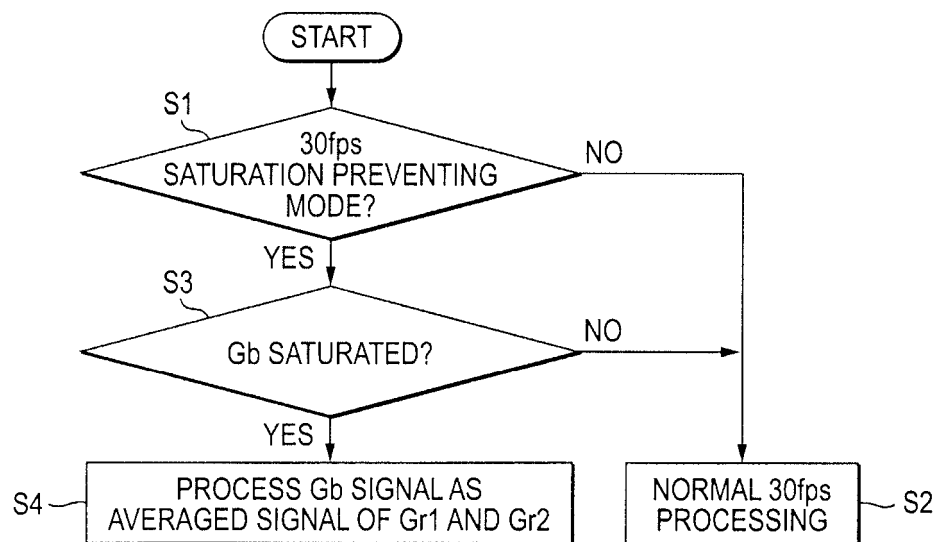 START
S1
30fps
SATURATION PREVENTING
MODE?
NO
YES
S3
Gb SATURATED?
NO
YES
S4
PROCESS Gb SIGNAL AS
AVERAGED SIGNAL OF Gr1 AND Gr2
NORMAL 30fps
PROCESSING
S2